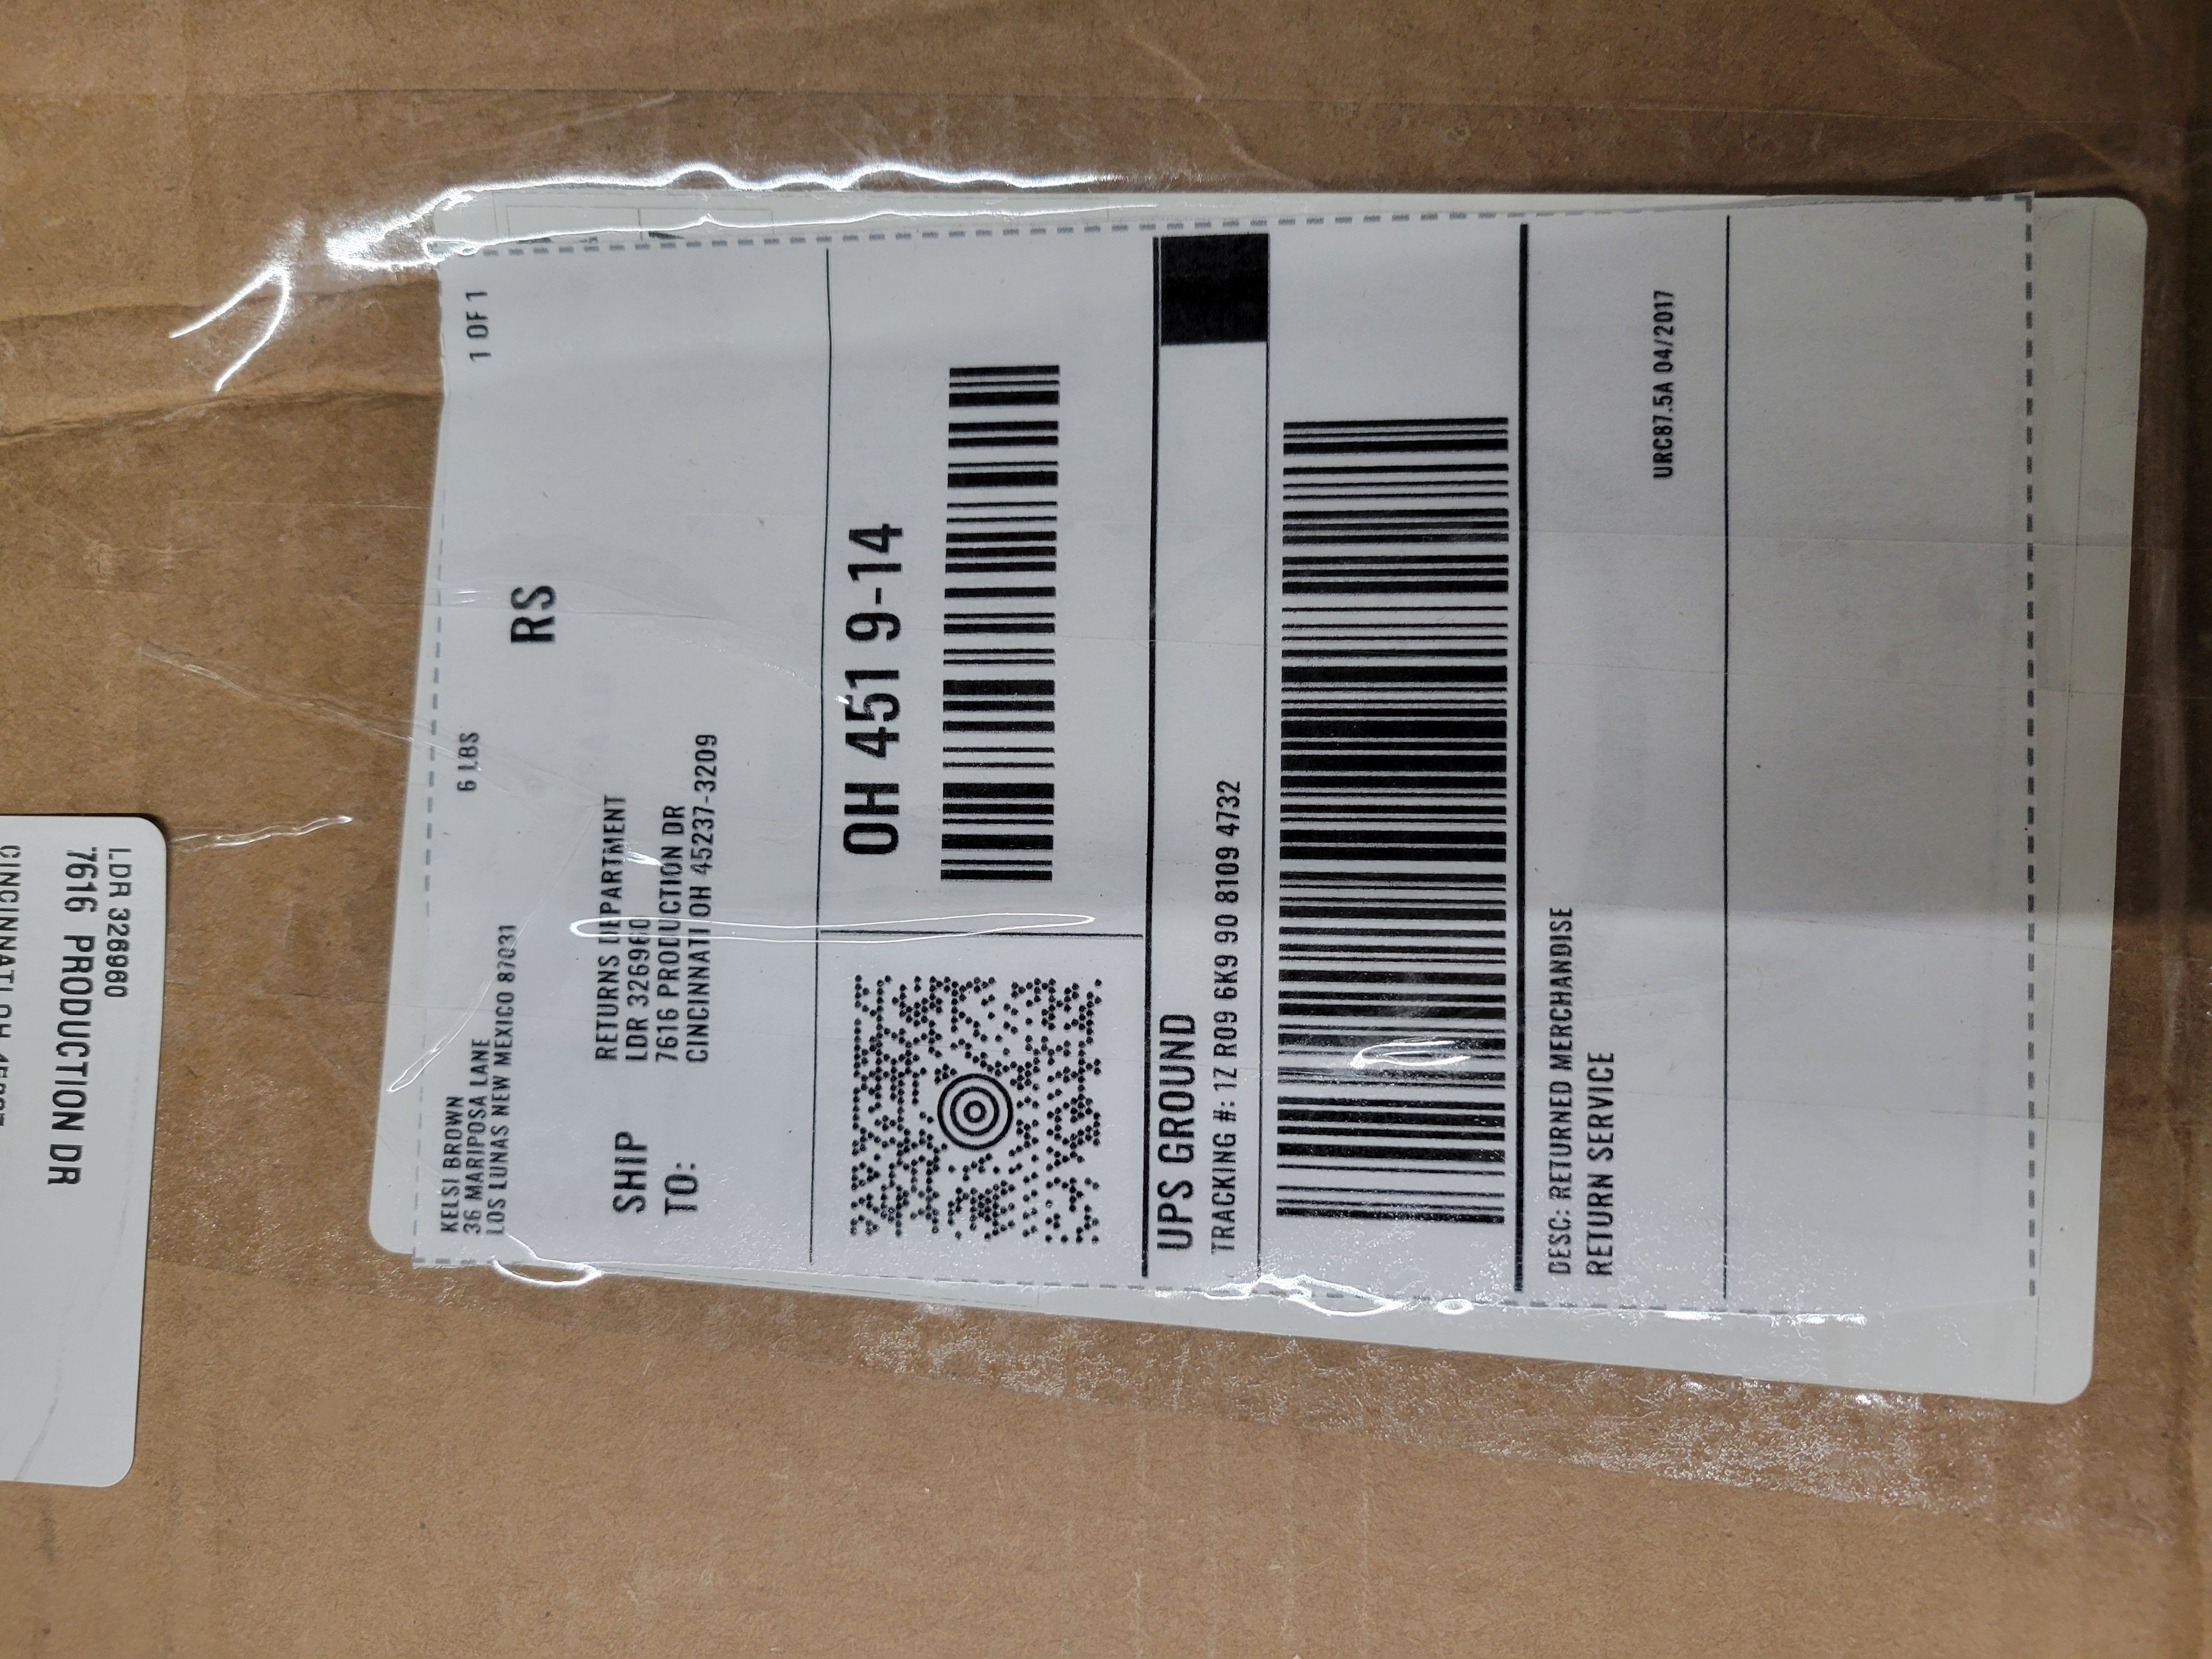 KELSI BROWN
36 MARIPOSA LANE
LOS LUNAS NEW MEXICO 87031
6 LBS
1 OF 1
RS
SHIP
TO:
RETURNS DEPARTMENT
LDR 326960
7616 PRODUCTION DR
CINCINNATI OH 45237-3209
OH 451 9-14
UPS GROUND
TRACKING #: 1Z R09 6K9 90 8109 4732
DESC: RETURNED MERCHANDISE
RETURN SERVICE
URC87.5A 04/2017
LDR 326960
7616 PRODUCTION DR